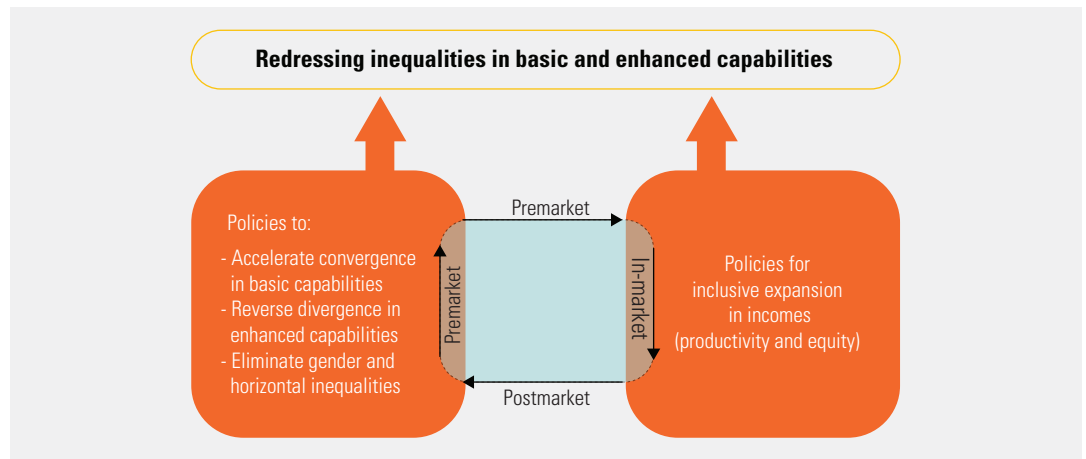 Redressing inequalities in basic and enhanced capabilities
Policies to:
- Accelerate convergence
in basic capabilities
- Reverse divergence in
enhanced capabilities
- Eliminate gender and
horizontal inequalities
Premarket
Premarket
In-market
Postmarket
Policies for
inclusive expansion
in incomes
(productivity and equity)